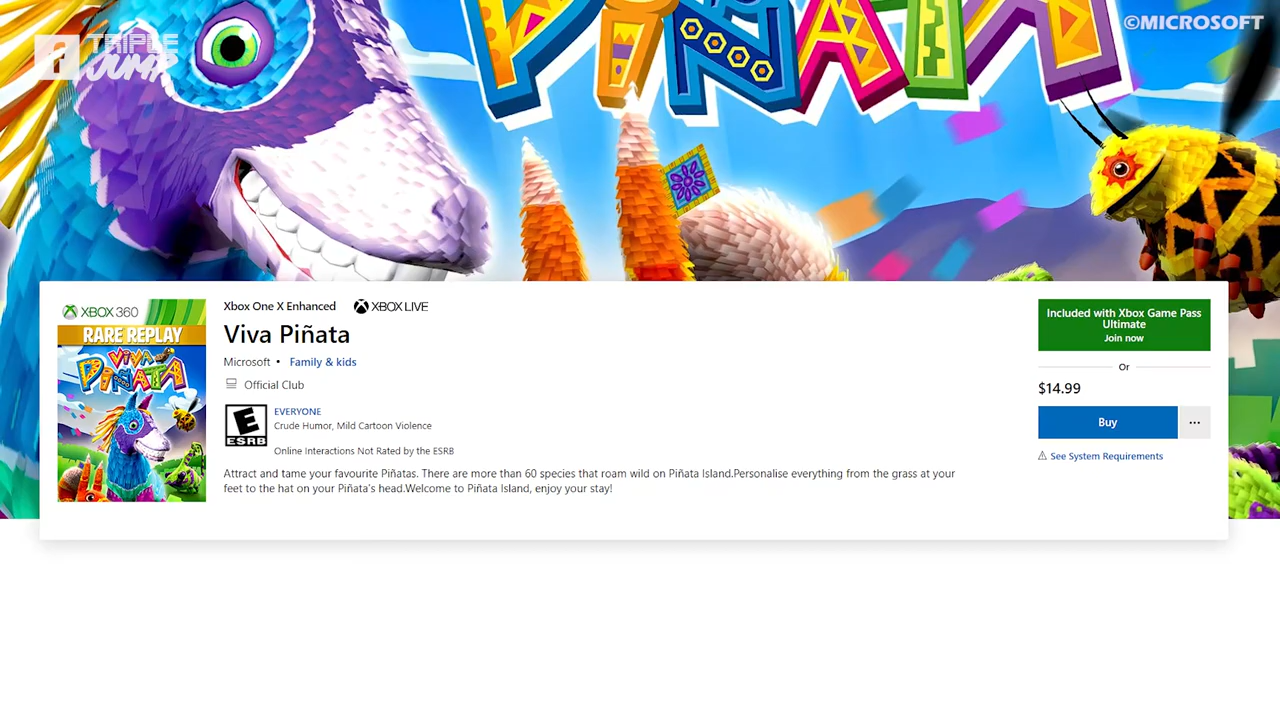 TRIPLE
JUMP
©MICROSOFT
PIÑATA
XBOX 360
RARE REPLAY
VIVA
PIÑATA
Xbox One X Enhanced XBOX LIVE
Viva Piñata
Microsoft • Family & kids
Official Club
E
ESRB
EVERYONE
Crude Humor, Mild Cartoon Violence
Online Interactions Not Rated by the ESRB
Attract and tame your favourite Piñatas. There are more than 60 species that roam wild on Piñata Island.Personalise everything from the grass at your
feet to the hat on your Piñata's head.Welcome to Piñata Island, enjoy your stay!
Included with Xbox Game Pass
Ultimate
Join now
Or
$14.99
Buy ...
See System Requirements